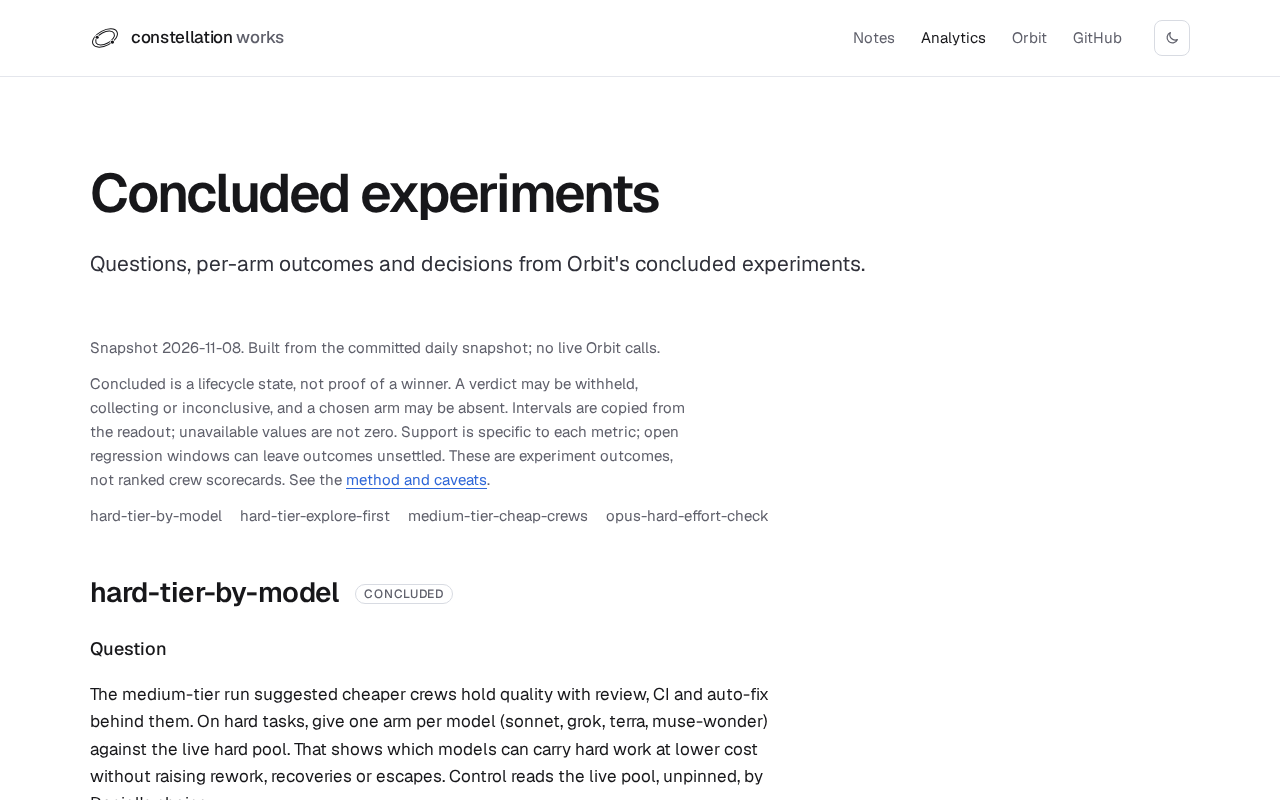 constellation works
Notes
Analytics
Orbit
GitHub
Concluded experiments
Questions, per-arm outcomes and decisions from Orbit's concluded experiments.
Snapshot 2026-11-08. Built from the committed daily snapshot; no live Orbit calls.
Concluded is a lifecycle state, not proof of a winner. A verdict may be withheld,
collecting or inconclusive, and a chosen arm may be absent. Intervals are copied from
the readout; unavailable values are not zero. Support is specific to each metric; open
regression windows can leave outcomes unsettled. These are experiment outcomes,
not ranked crew scorecards. See the method and caveats.
hard-tier-by-model hard-tier-explore-first medium-tier-cheap-crews opus-hard-effort-check
hard-tier-by-model CONCLUDED
Question
The medium-tier run suggested cheaper crews hold quality with review, CI and auto-fix
behind them. On hard tasks, give one arm per model (sonnet, grok, terra, muse-wonder)
against the live hard pool. That shows which models can carry hard work at lower cost
without raising rework, recoveries or escapes. Control reads the live pool, unpinned, by